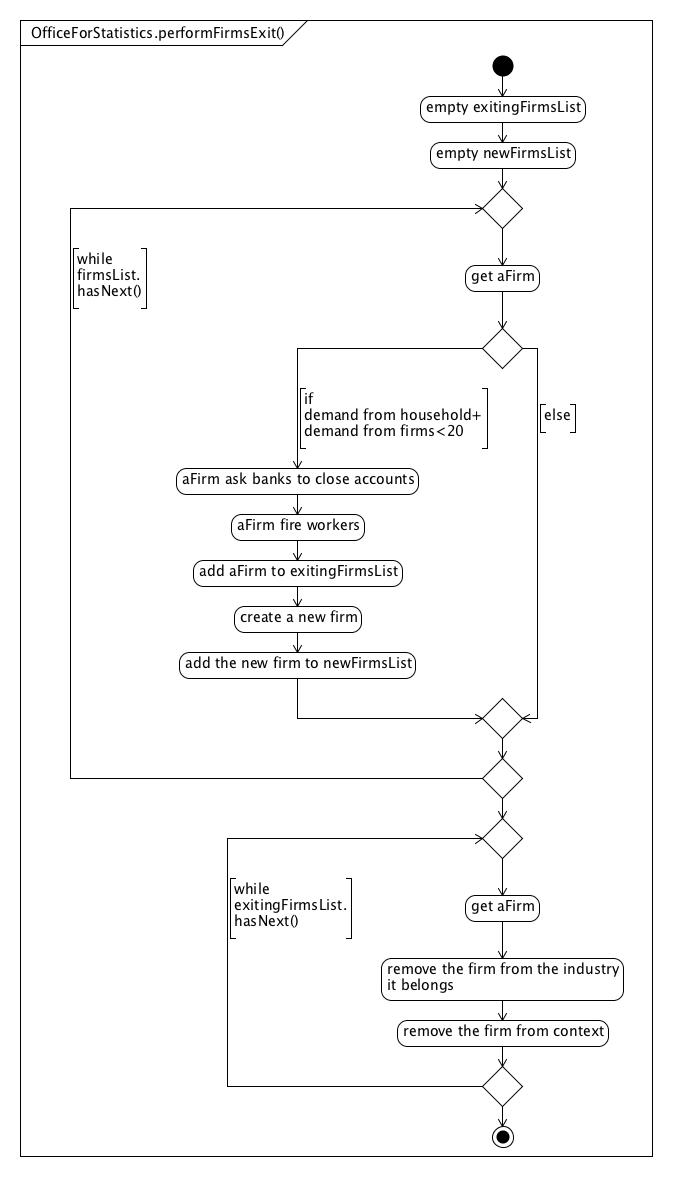 OfficeForStatistics.performFirmsExit()
empty exitingFirmsList
empty newFirmsList
while
firmsList.
hasNext()
get aFirm
if
demand from household+
demand from firms<20
else
aFirm ask banks to close accounts
aFirm fire workers
add aFirm to exitingFirmsList
create a new firm
add the new firm to newFirmsList
while
exitingFirmsList.
hasNext()
get aFirm
remove the firm from the industry
it belongs
remove the firm from context